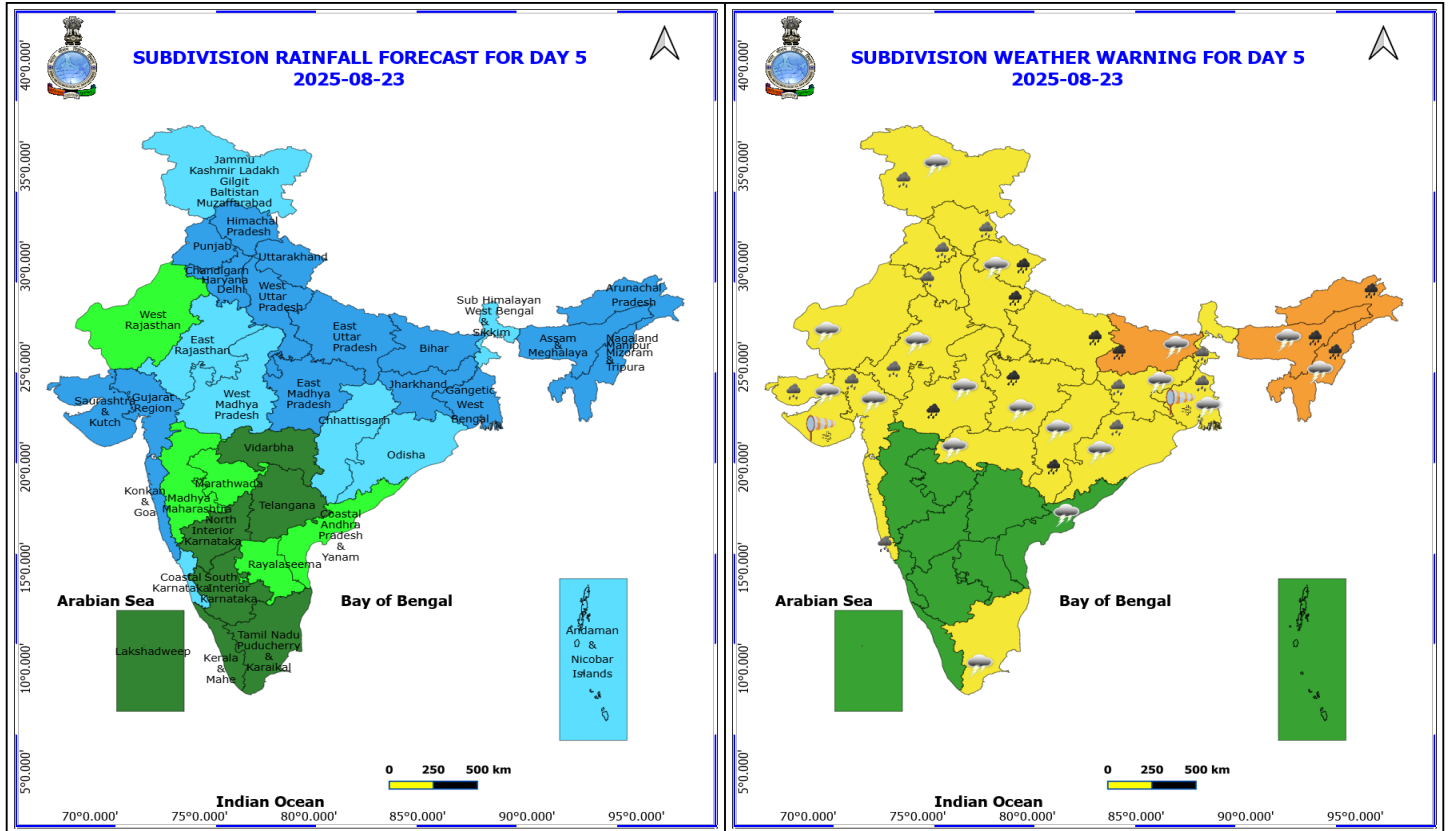 SUBDIVISION RAINFALL FORECAST FOR DAY 5
2025-08-23
40°0.000'
35°0.000'
30°0.000'
25°0.000'
20°0.000'
15°0.000'
10°0.000'
5°0.000'
Jammu
Kashmir Ladakh
Gilgit
Baltistan
Muzaffarabad
Himachal
Pradesh
Punjab
Uttarakhand
Chandigarh
Haryana
Delhi
West
Uttar
Pradesh
Arunachal
Pradesh
West
Rajasthan
East
Rajasthan
East
Uttar
Pradesh
Sub Himalayan
West Bengal
&
Sikkim
Bihar
Assam
&
Meghalaya
Nagaland
Manipur
Mizoram
&
Tripura
Saurashtra
&
Kutch
Gujarat
Region
West
Madhya
Pradesh
East
Madhya
Pradesh
Jharkhand
Gangetic
West
Bengal
Chhattisgarh
Odisha
Vidarbha
Konkan
&
Goa
Madhya
Maharashtra
Marathwada
Telangana
North
Interior
Karnataka
Coastal
Andhra
Pradesh
&
Yanam
Rayalaseema
Coastal
Karnataka
South
Interior
Karnataka
Arabian Sea
Bay of Bengal
Lakshadweep
Kerala
&
Mahe
Tamil Nadu
Puducherry
&
Karaikal
Andaman
&
Nicobar
Islands
0 250 500 km
Indian Ocean
70°0.000' 75°0.000' 80°0.000' 85°0.000' 90°0.000' 95°0.000'
SUBDIVISION WEATHER WARNING FOR DAY 5
2025-08-23
40°0.000'
35°0.000'
30°0.000'
25°0.000'
20°0.000'
15°0.000'
10°0.000'
5°0.000'
Arabian Sea
Bay of Bengal
0 250 500 km
Indian Ocean
70°0.000' 75°0.000' 80°0.000' 85°0.000' 90°0.000' 95°0.000'